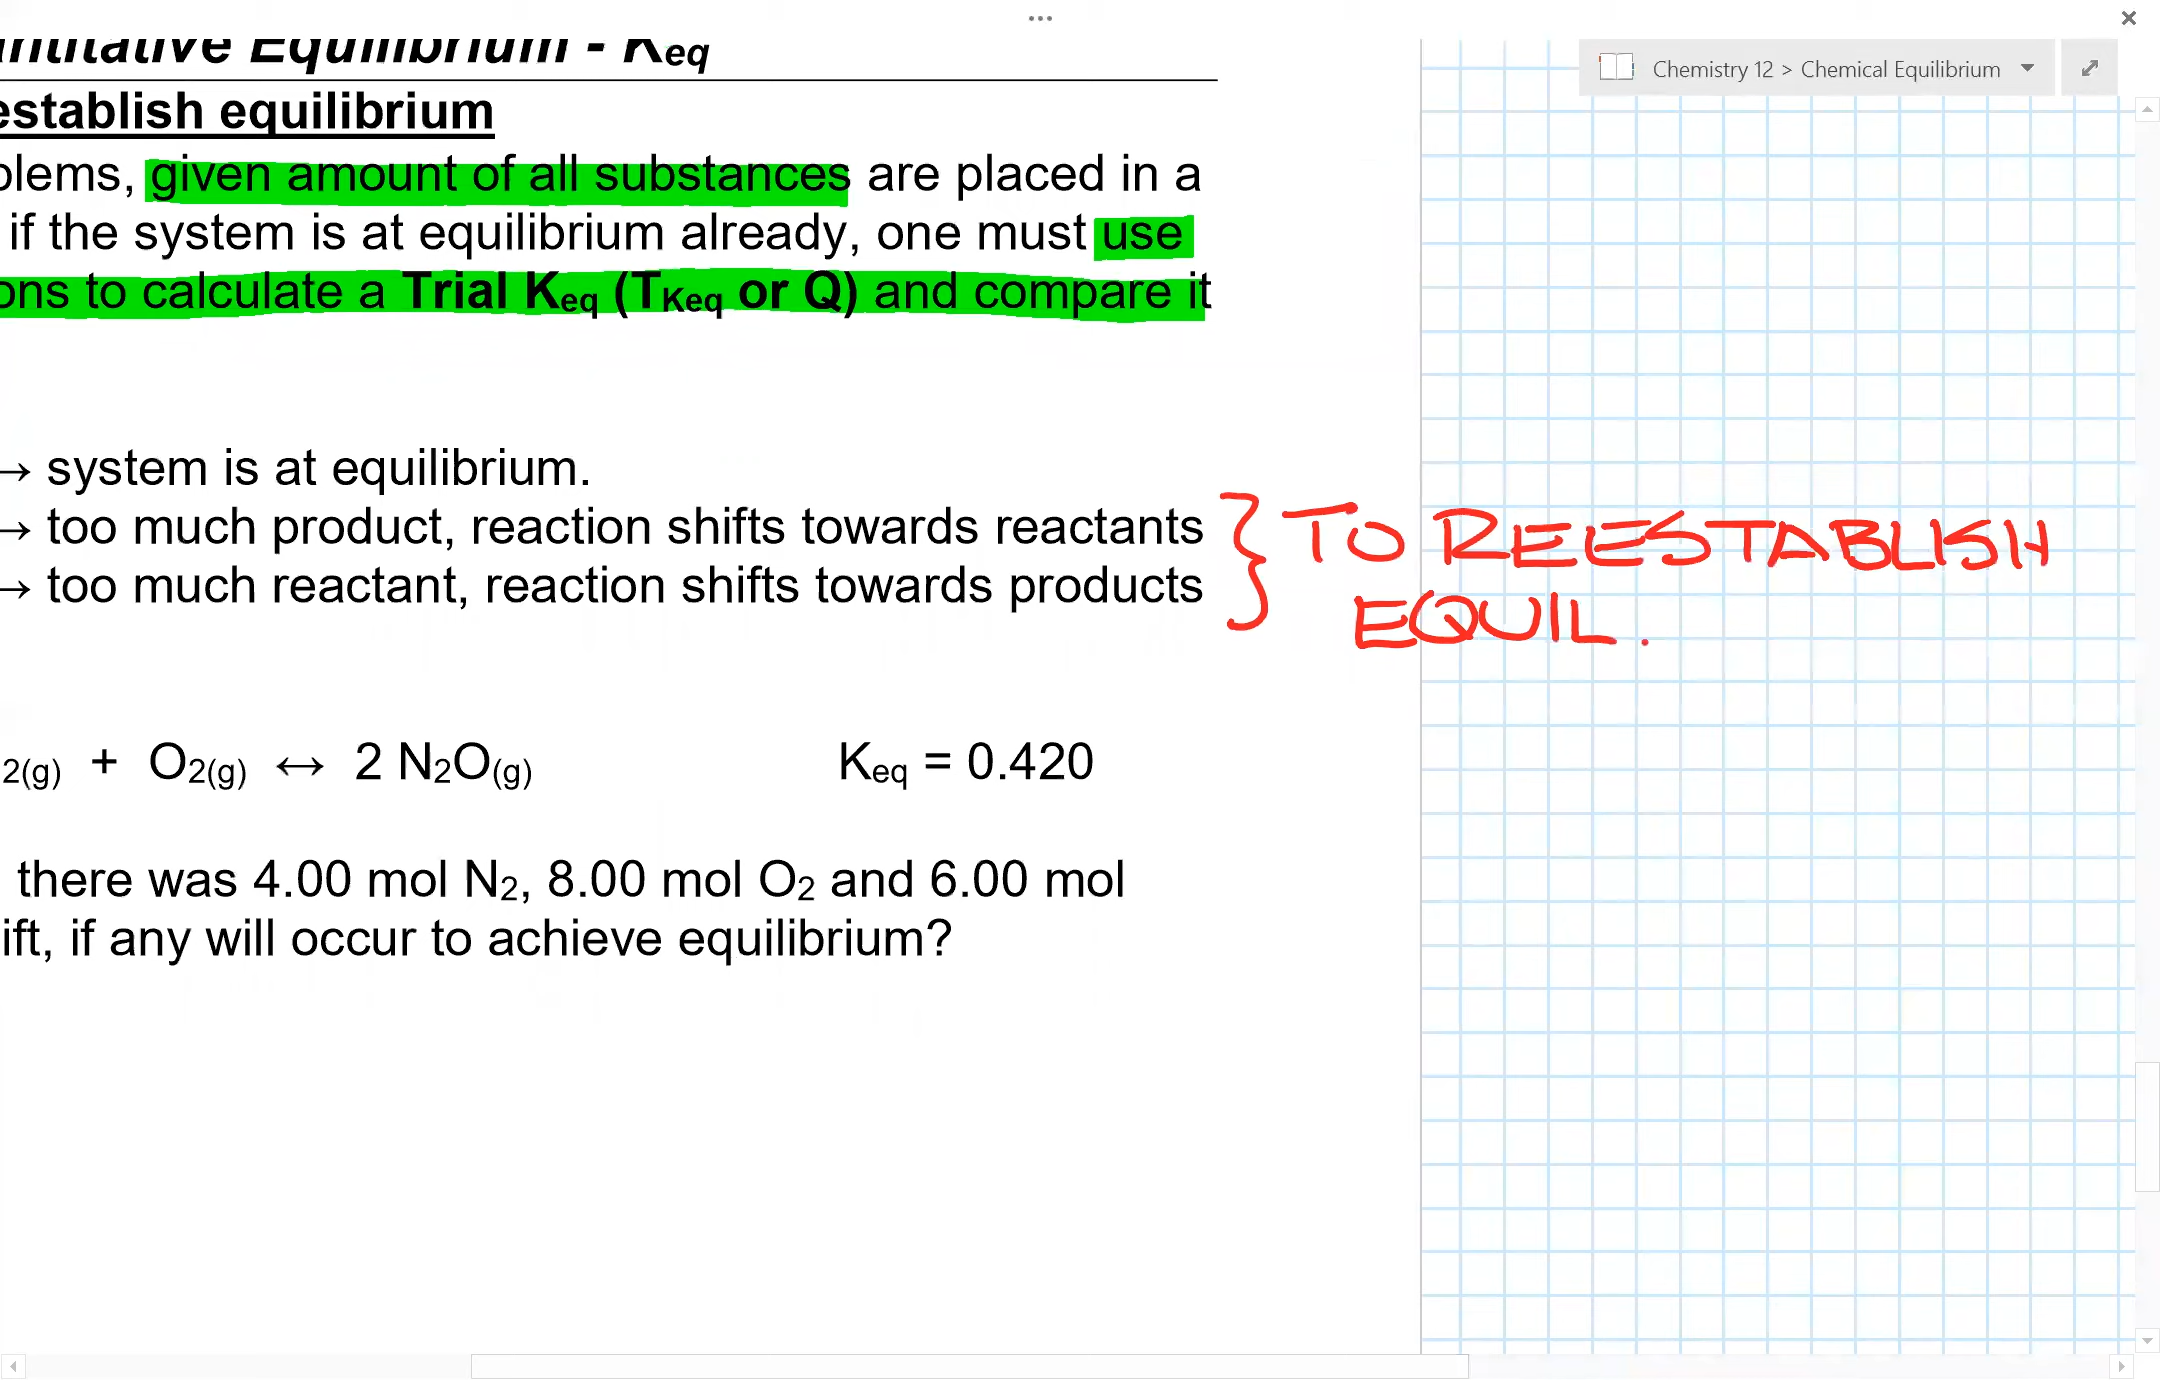 Quantitative Equilibrium - Keq
Chemistry 12 > Chemical Equilibrium
establish equilibrium
blems, given amount of all substances are placed in a
if the system is at equilibrium already, one must use
ons to calculate a Trial Keq (TKeq or Q) and compare it
→ system is at equilibrium.
→ too much product, reaction shifts towards reactants
→ too much reactant, reaction shifts towards products
} TO REESTABLISH
EQUIL.
2(g) + O2(g) ↔ 2 N2O(g) Keq = 0.420
there was 4.00 mol N2, 8.00 mol O2 and 6.00 mol
ift, if any will occur to achieve equilibrium?